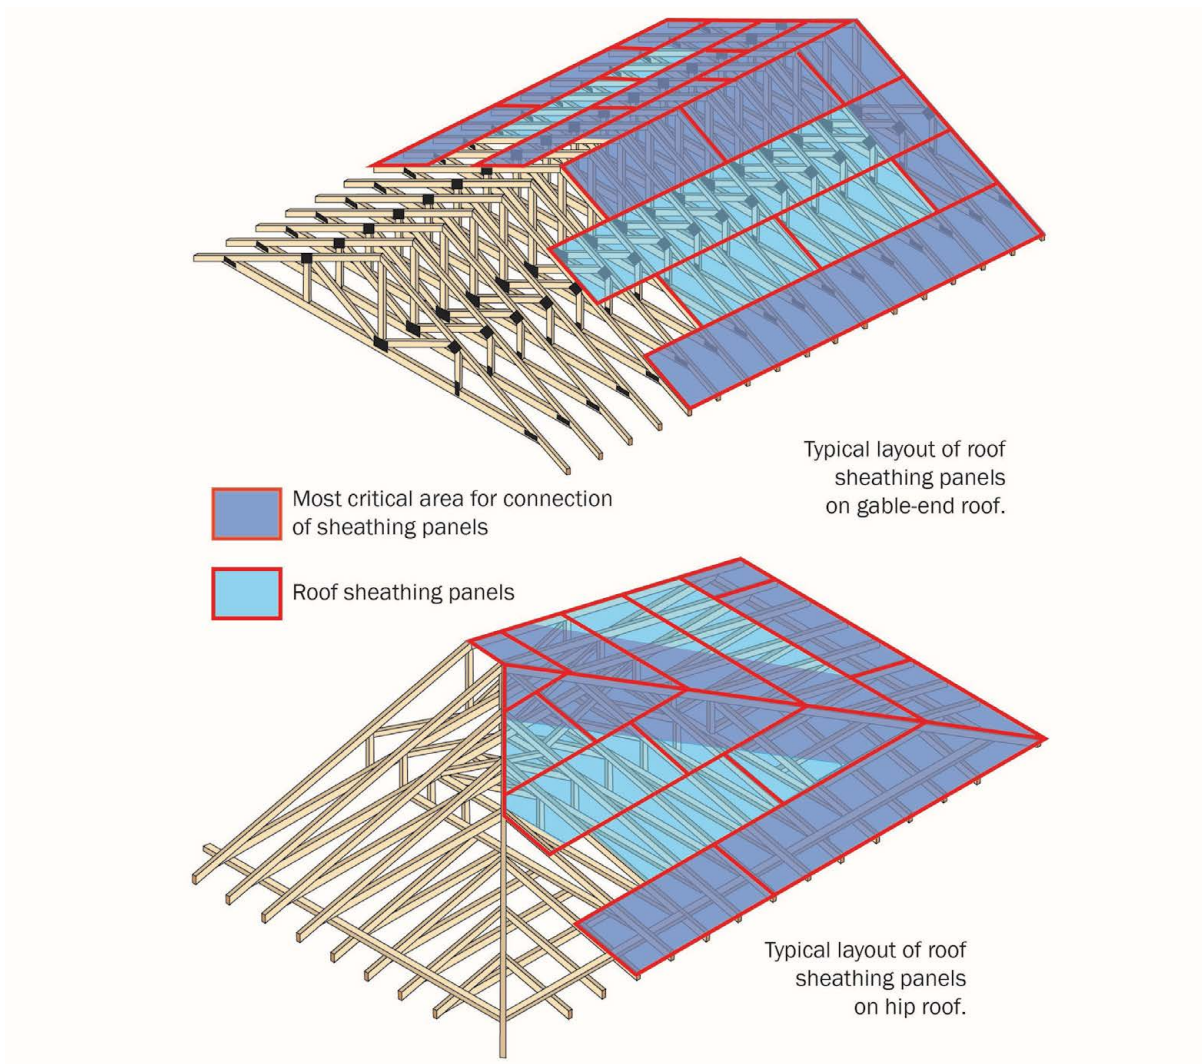 Typical layout of roof
sheathing panels
on gable-end roof.
Most critical area for connection
of sheathing panels
Roof sheathing panels
Typical layout of roof
sheathing panels
on hip roof.